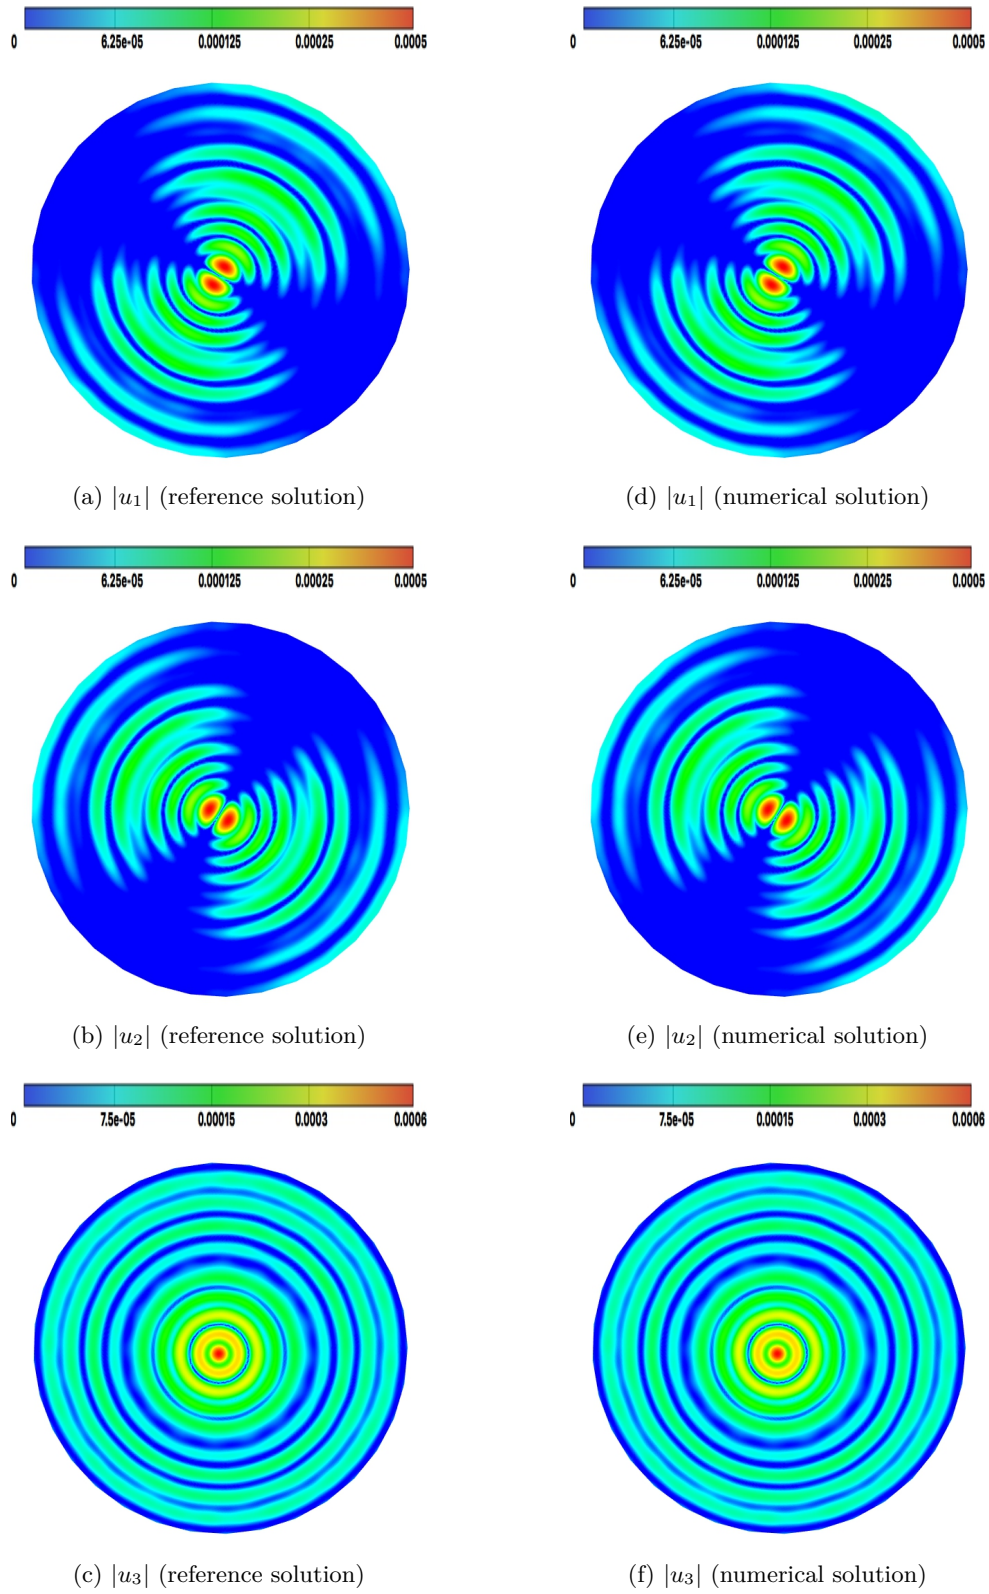 0 6.25e-05 0.000125 0.00025 0.0005
0 6.25e-05 0.000125 0.00025 0.0005
(a) |u₁| (reference solution)
(d) |u₁| (numerical solution)
0 6.25e-05 0.000125 0.00025 0.0005
0 6.25e-05 0.000125 0.00025 0.0005
(b) |u₂| (reference solution)
(e) |u₂| (numerical solution)
0 7.5e-05 0.00015 0.0003 0.0006
0 7.5e-05 0.00015 0.0003 0.0006
(c) |u₃| (reference solution)
(f) |u₃| (numerical solution)